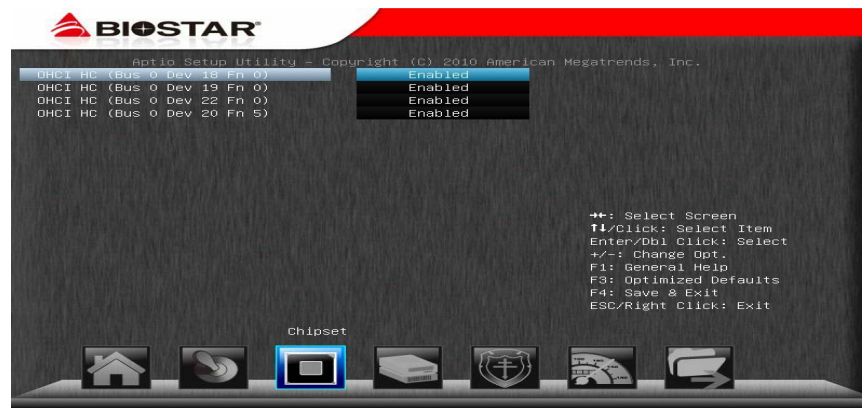 BIOSTAR®
Aptio Setup Utility - Copyright (C) 2010 American Megatrends, Inc.
OHCI HC (Bus 0 Dev 18 Fn 0) Enabled
OHCI HC (Bus 0 Dev 19 Fn 0) Enabled
OHCI HC (Bus 0 Dev 22 Fn 0) Enabled
OHCI HC (Bus 0 Dev 20 Fn 5) Enabled
→←: Select Screen
↑↓/Click: Select Item
Enter/Dbl Click: Select
+/-: Change Opt.
F1: General Help
F3: Optimized Defaults
F4: Save & Exit
ESC/Right Click: Exit
Chipset